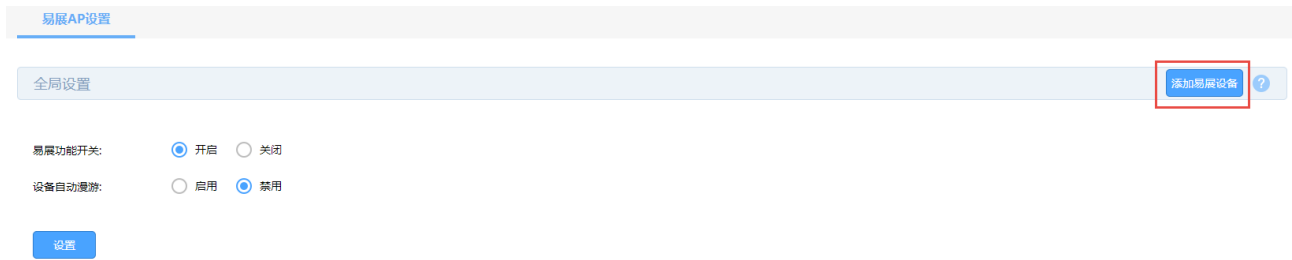 易展AP设置
全局设置 添加易展设备 ?
易展功能开关: 开启 关闭
设备自动漫游: 启用 禁用
设置